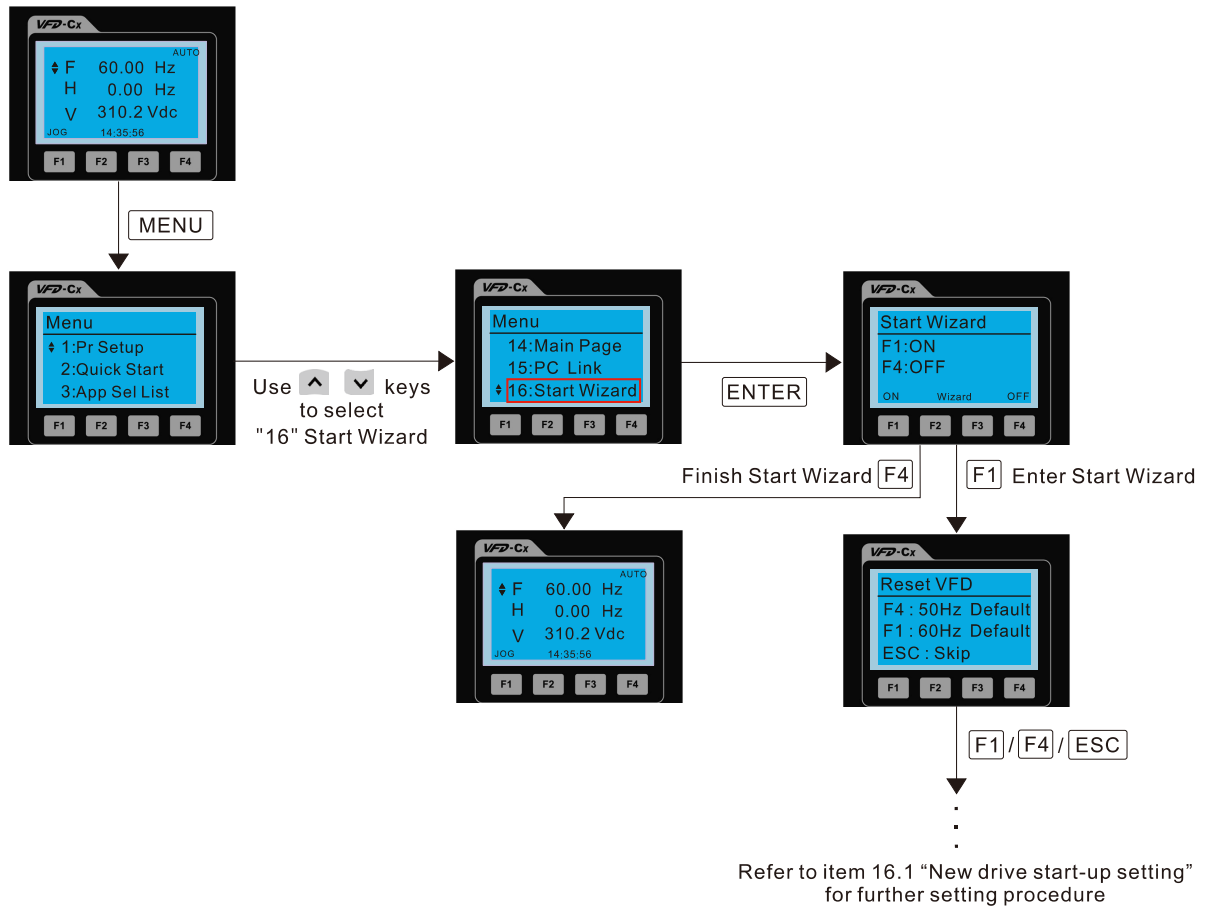 VFD-Cx
AUTO
F 60.00 Hz
H 0.00 Hz
V 310.2 Vdc
JOG 14:35:56
F1 F2 F3 F4
MENU
VFD-Cx
Menu
1:Pr Setup
2:Quick Start
3:App Sel List
F1 F2 F3 F4
Use keys
to select
"16" Start Wizard
VFD-Cx
Menu
14:Main Page
15:PC Link
16:Start Wizard
F1 F2 F3 F4
ENTER
VFD-Cx
Start Wizard
F1:ON
F4:OFF
ON Wizard OFF
F1 F2 F3 F4
Finish Start Wizard F4
F1 Enter Start Wizard
VFD-Cx
AUTO
F 60.00 Hz
H 0.00 Hz
V 310.2 Vdc
JOG 14:35:56
F1 F2 F3 F4
VFD-Cx
Reset VFD
F4 : 50Hz Default
F1 : 60Hz Default
ESC : Skip
F1 F2 F3 F4
F1 / F4 / ESC
Refer to item 16.1 “New drive start-up setting”
for further setting procedure